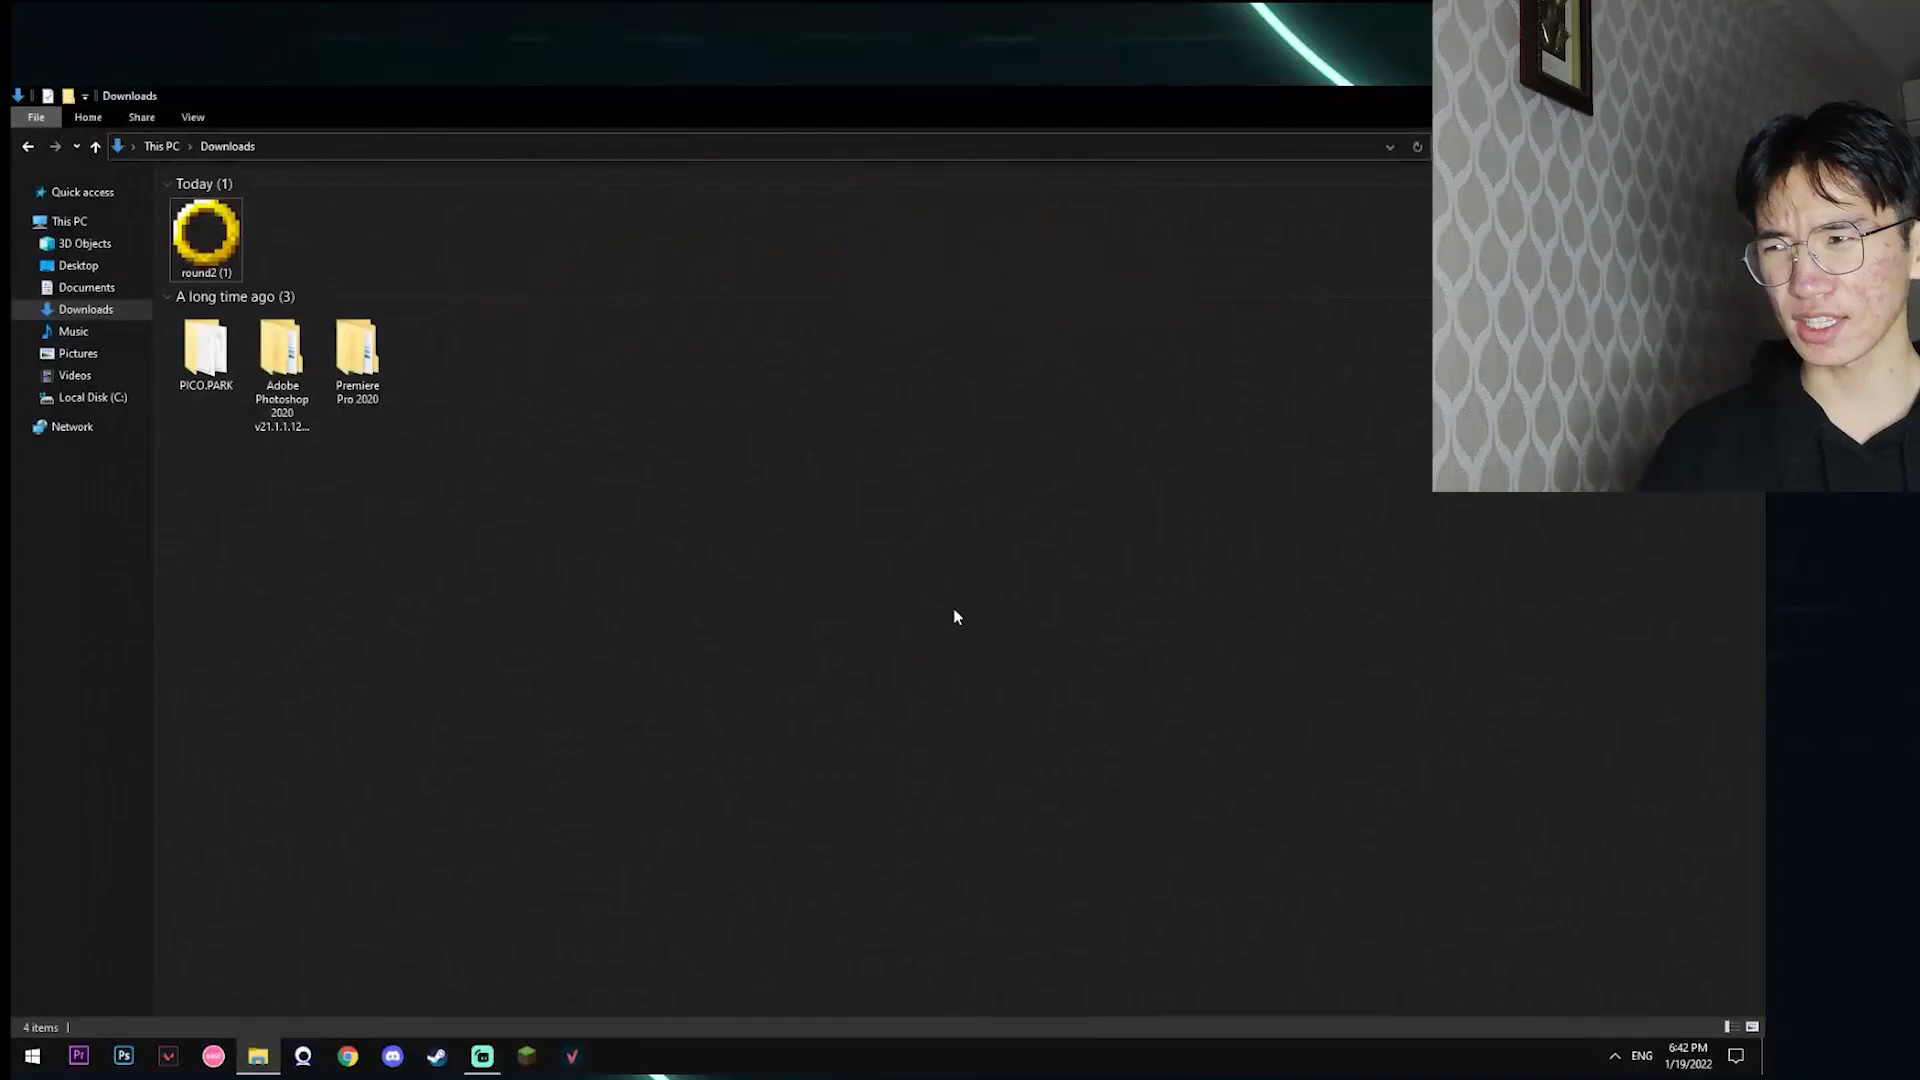 Downloads
File Home Share View
This PC Downloads
Quick access
This PC
3D Objects
Desktop
Documents
Downloads
Music
Pictures
Videos
Local Disk (C:)
Network
Today (1)
round2 (1)
A long time ago (3)
PICO.PARK
Adobe
Photoshop
2020
v21.1.1.12...
Premiere
Pro 2020
4 items
Pr Ps
ENG
6:42 PM
1/19/2022